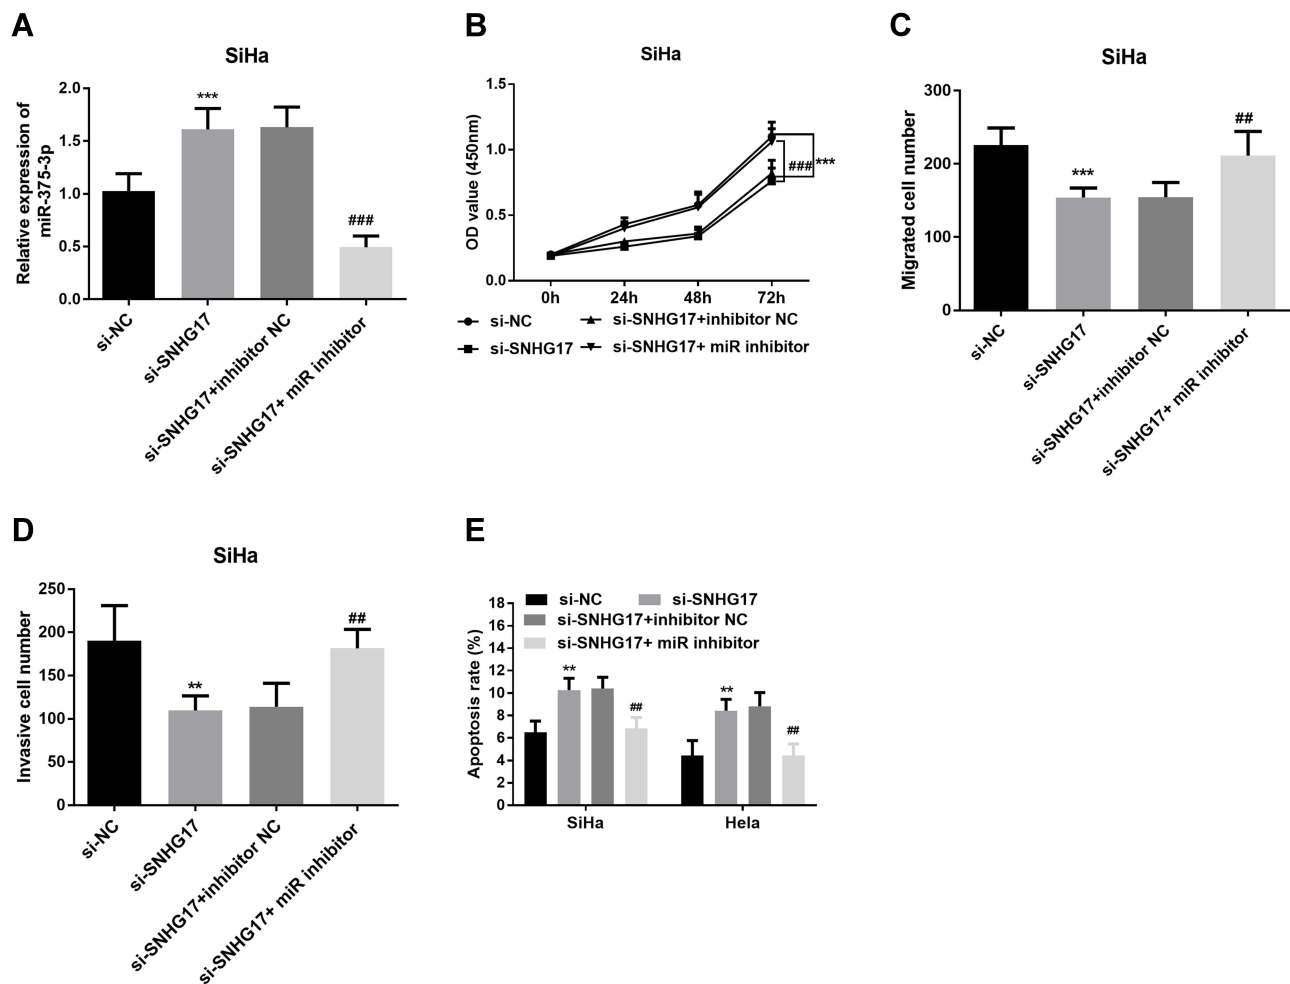 A
SiHa
Relative expression of
miR-375-3p
2.0
1.5
1.0
0.5
0.0
***
###
si-NC
si-SNHG17
si-SNHG17+inhibitor NC
si-SNHG17+ miR inhibitor
B
SiHa
OD value (450nm)
1.5
1.0
0.5
0.0
### ***
0h 24h 48h 72h
si-NC si-SNHG17+inhibitor NC
si-SNHG17 si-SNHG17+ miR inhibitor
C
SiHa
Migrated cell number
300
200
100
0
***
##
si-NC
si-SNHG17
si-SNHG17+inhibitor NC
si-SNHG17+ miR inhibitor
D
SiHa
Invasive cell number
250
200
150
100
50
0
**
##
si-NC
si-SNHG17
si-SNHG17+inhibitor NC
si-SNHG17+ miR inhibitor
E
Apoptosis rate (%)
18
16
14
12
10
8
6
4
2
0
si-NC si-SNHG17
si-SNHG17+inhibitor NC
si-SNHG17+ miR inhibitor
**
##
**
##
SiHa Hela